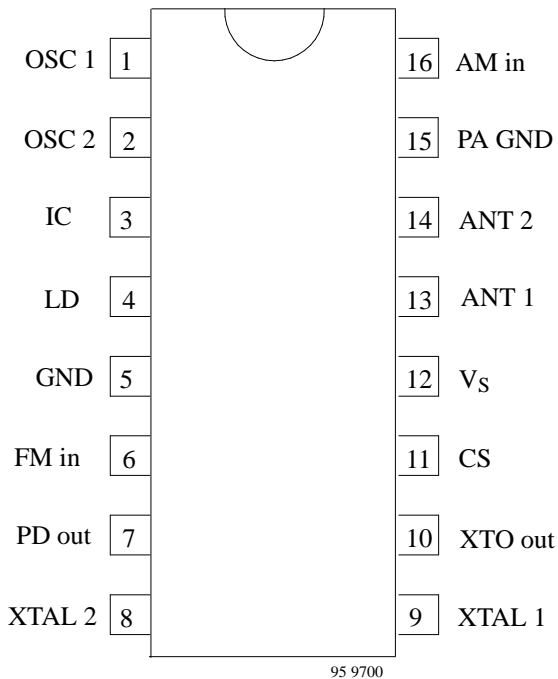 OSC 1 1 16 AM in
OSC 2 2 15 PA GND
IC 3 14 ANT 2
LD 4 13 ANT 1
GND 5 12 VS
FM in 6 11 CS
PD out 7 10 XTO out
XTAL 2 8 9 XTAL 1
95 9700